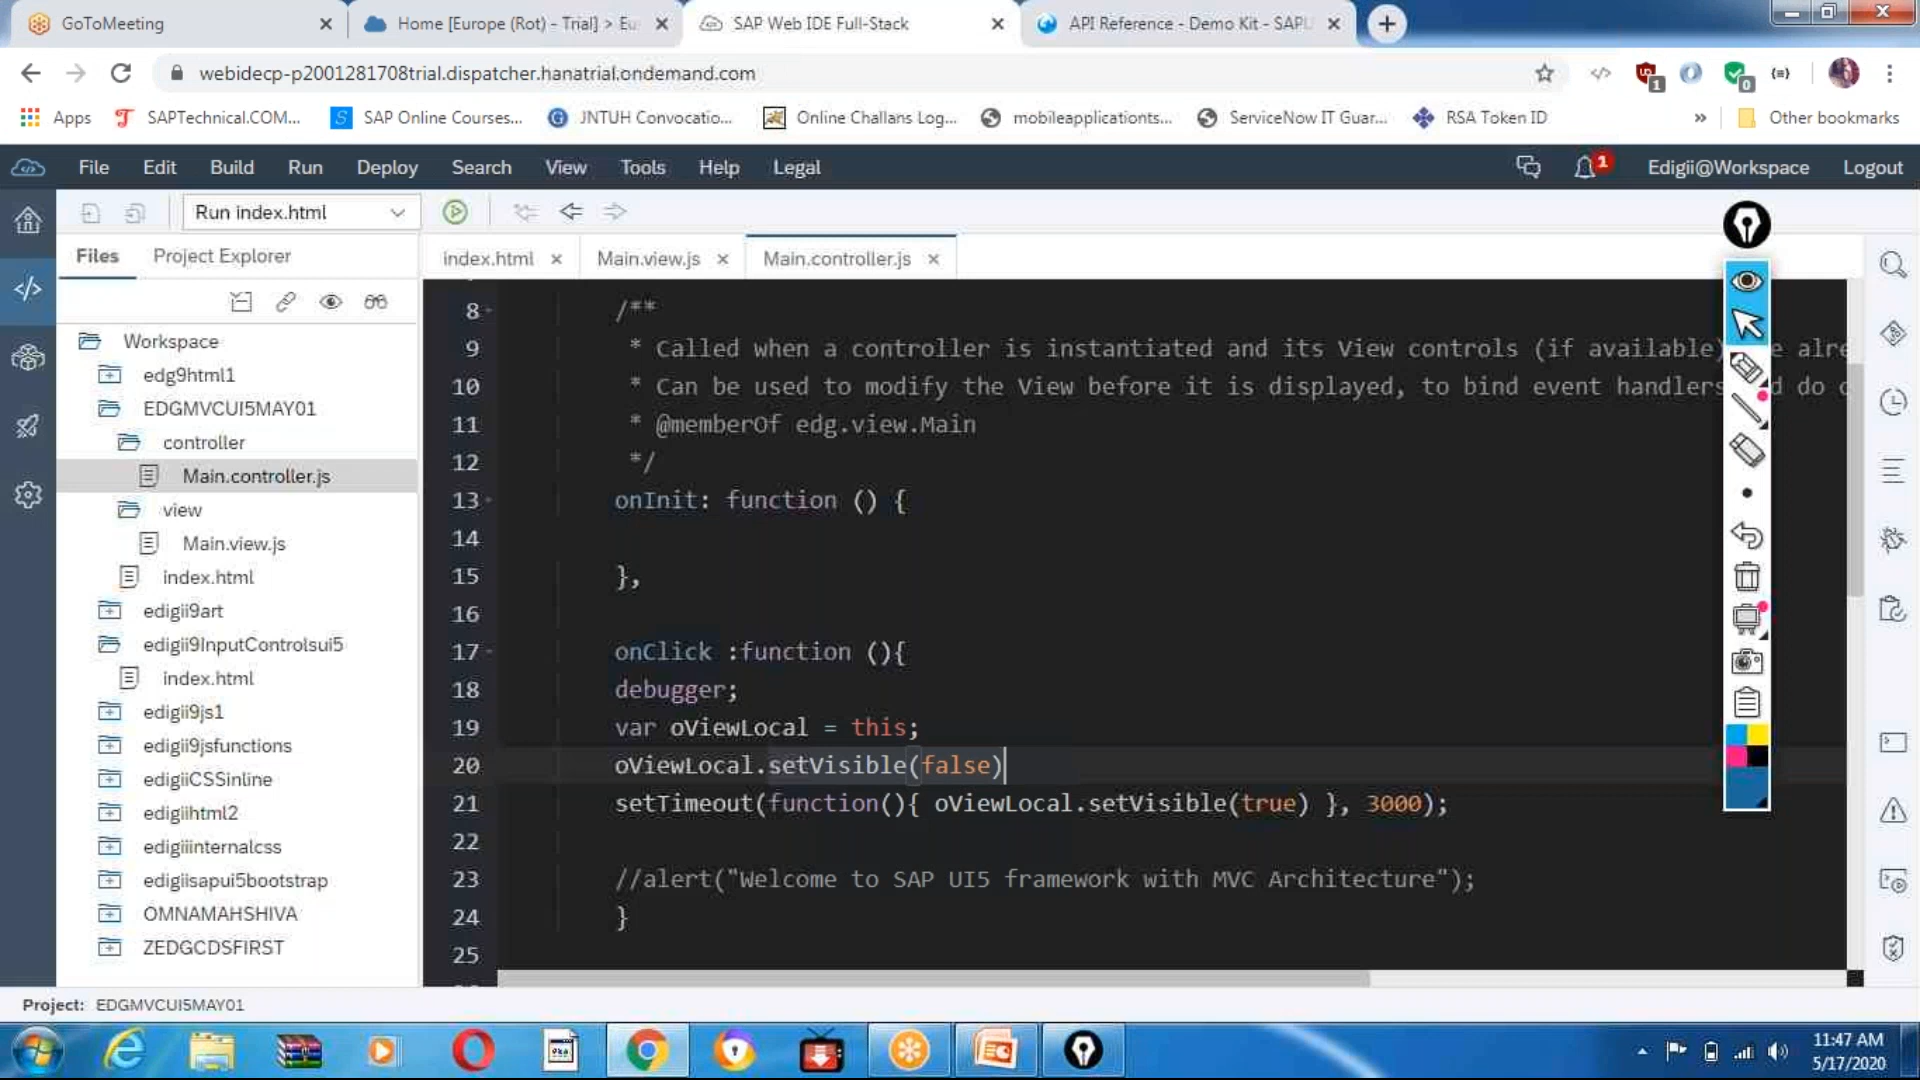 GoToMeeting
Home [Europe (Rot) - Trial] > Eu
SAP Web IDE Full-Stack
API Reference - Demo Kit - SAPU
webidecp-p2001281708trial.dispatcher.hanatrial.ondemand.com
1
0
Apps
SAPTechnical.COM...
SAP Online Courses...
JNTUH Convocatio...
Online Challans Log...
mobileapplicationts...
ServiceNow IT Guar...
RSA Token ID
»
Other bookmarks
File Edit Build Run Deploy Search View Tools Help Legal
1
Edigii@Workspace
Logout
Run index.html
Files Project Explorer
index.html × Main.view.js × Main.controller.js ×
Workspace
edg9html1
EDGMVCUI5MAY01
controller
Main.controller.js
view
Main.view.js
index.html
edigii9art
edigii9InputControlsui5
index.html
edigii9js1
edigii9jsfunctions
edigiiCSSinline
edigiihtml2
edigiiinternalcss
edigiisapui5bootstrap
OMNAMAHSHIVA
ZEDGCDSFIRST
8 /**
9 * Called when a controller is instantiated and its View controls (if available) e alre
10 * Can be used to modify the View before it is displayed, to bind event handlers d do o
11 * @memberOf edg.view.Main
12 */
13 onInit: function () {
14
15 },
16
17 onClick :function (){
18 debugger;
19 var oViewLocal = this;
20 oViewLocal.setVisible(false)
21 setTimeout(function(){ oViewLocal.setVisible(true) }, 3000);
22
23 //alert("Welcome to SAP UI5 framework with MVC Architecture");
24 }
25
Project: EDGMVCUI5MAY01
11:47 AM
5/17/2020